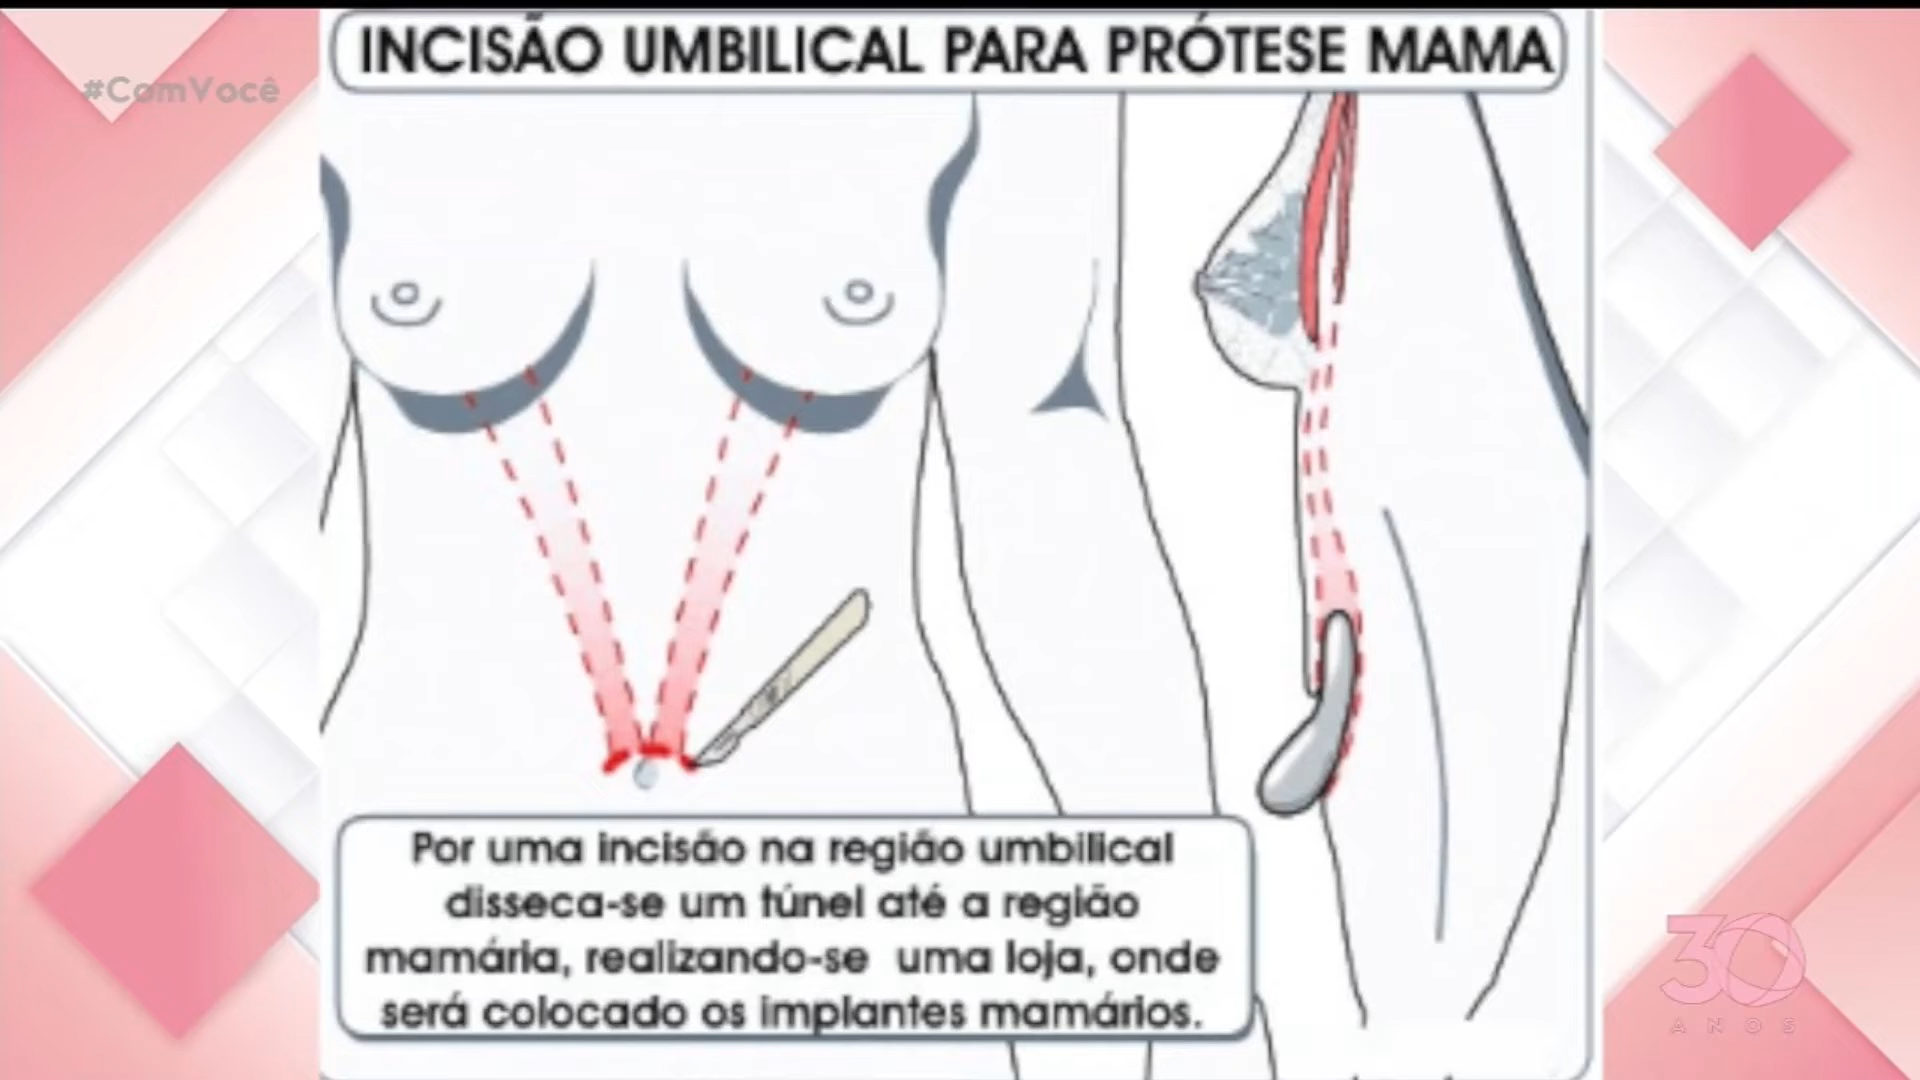 INCISÃO UMBILICAL PARA PRÓTESE MAMA
#ComVocê
Por uma incisão na região umbilical
disseca-se um túnel até a região
mamária, realizando-se uma loja, onde
será colocado os implantes mamários.
30
ANOS